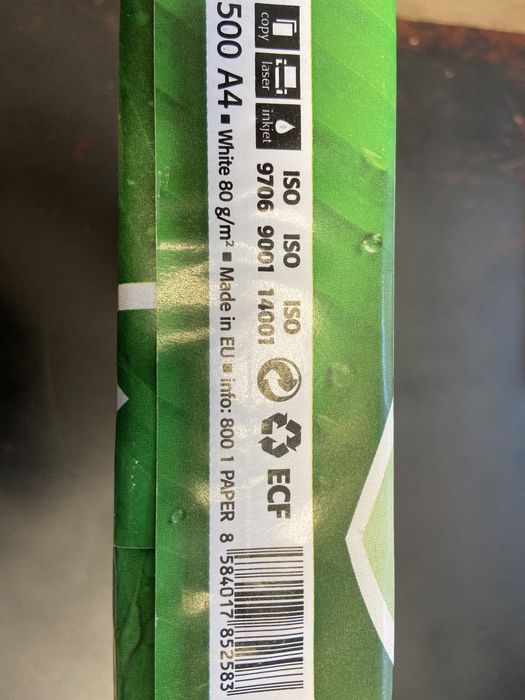 copy laser inkjet
ISO ISO ISO
9706 9001 14001
ECF
500 A4 ▪ White 80 g/m² ▪ Made in EU ▪ info: 800 1 PAPER
8 584017 852583